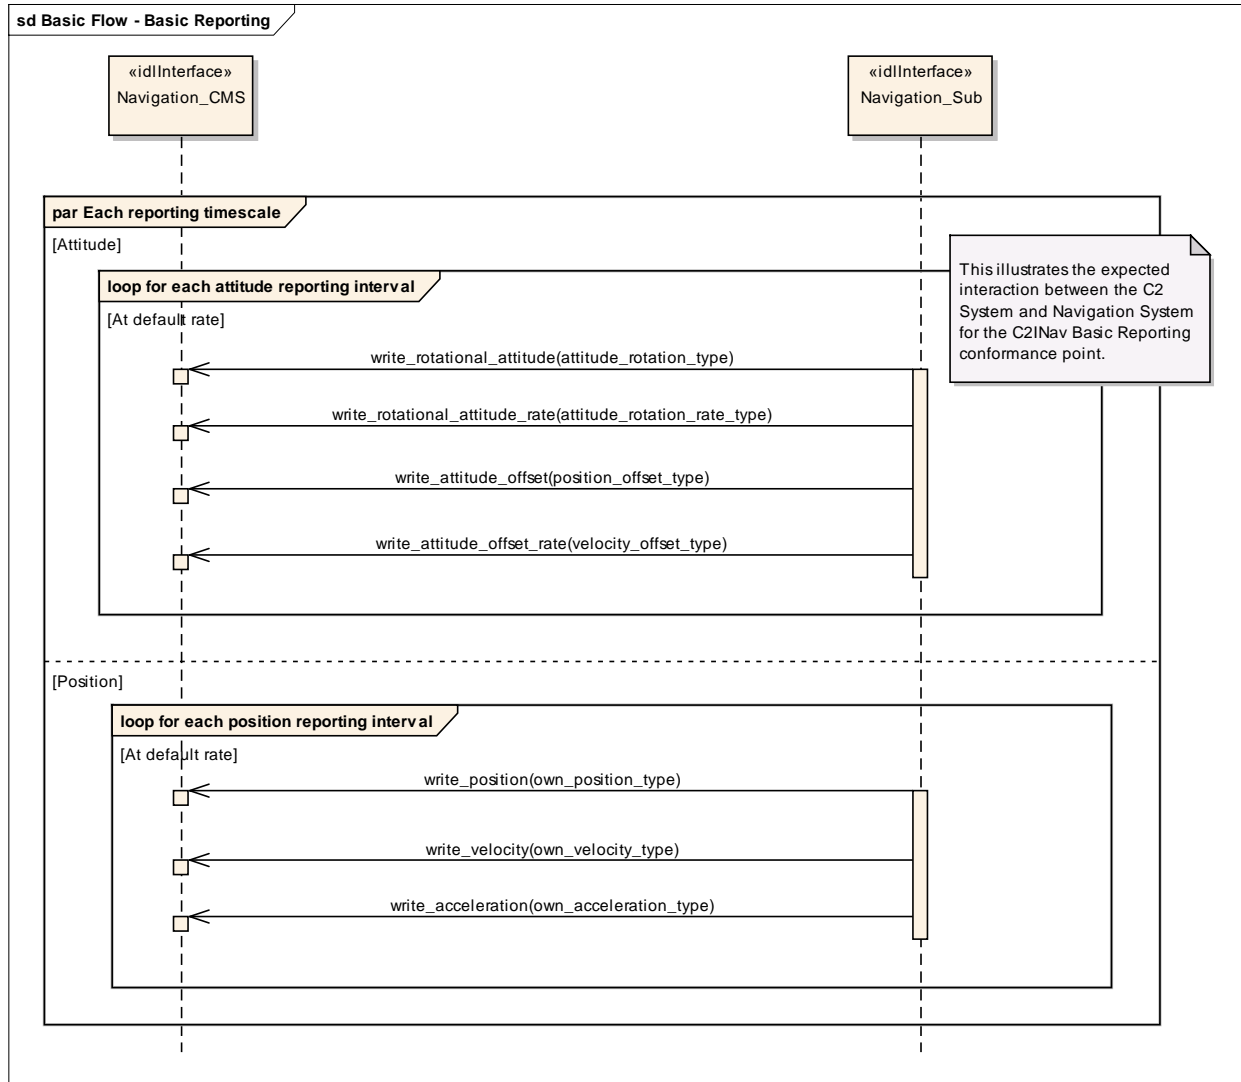 sd Basic Flow - Basic Reporting
«idlInterface»
Navigation_CMS
«idlInterface»
Navigation_Sub
par Each reporting timescale
[Attitude]
This illustrates the expected
interaction between the C2
System and Navigation System
for the C2INav Basic Reporting
conformance point.
loop for each attitude reporting interval
[At default rate]
write_rotational_attitude(attitude_rotation_type)
write_rotational_attitude_rate(attitude_rotation_rate_type)
write_attitude_offset(position_offset_type)
write_attitude_offset_rate(velocity_offset_type)
[Position]
loop for each position reporting interval
[At default rate]
write_position(own_position_type)
write_velocity(own_velocity_type)
write_acceleration(own_acceleration_type)